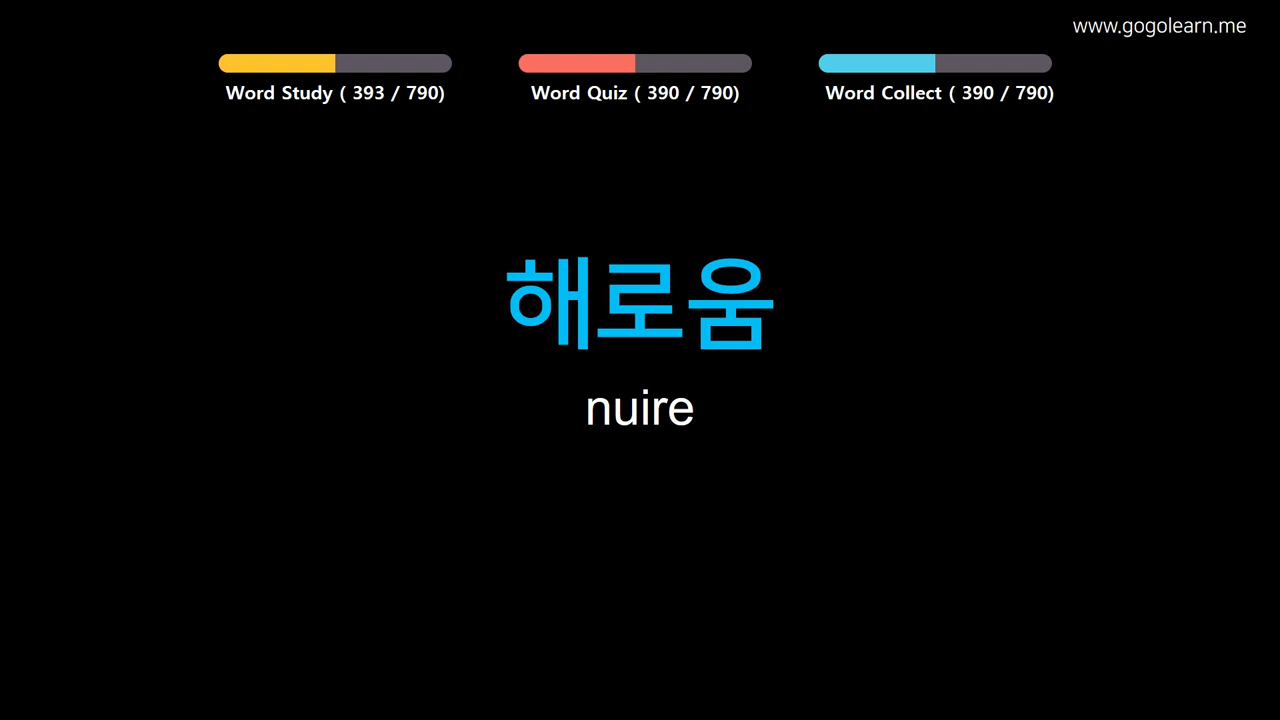 www.gogolearn.me
Word Study ( 393 / 790)
Word Quiz ( 390 / 790)
Word Collect ( 390 / 790)
해로움
nuire